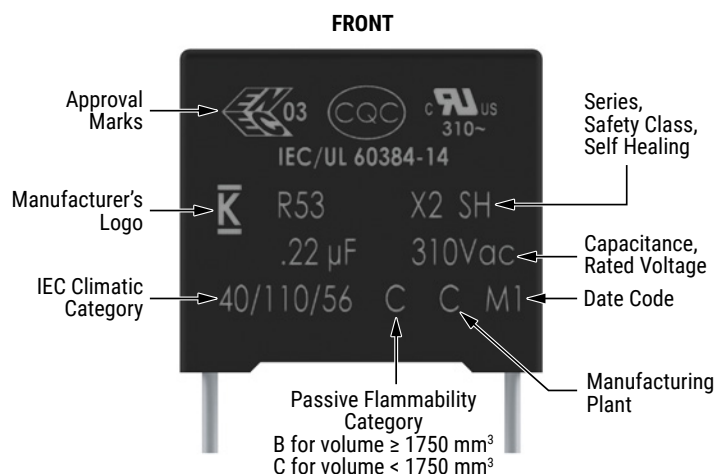 FRONT
Approval
Marks
03
CQC
c RU US
310~
IEC/UL 60384-14
Series,
Safety Class,
Self Healing
Manufacturer's
Logo
K R53 X2 SH
.22 µF 310Vac
Capacitance,
Rated Voltage
IEC Climatic
Category
40/110/56 C C M1
Date Code
Passive Flammability
Category
B for volume ≥ 1750 mm³
C for volume < 1750 mm³
Manufacturing
Plant